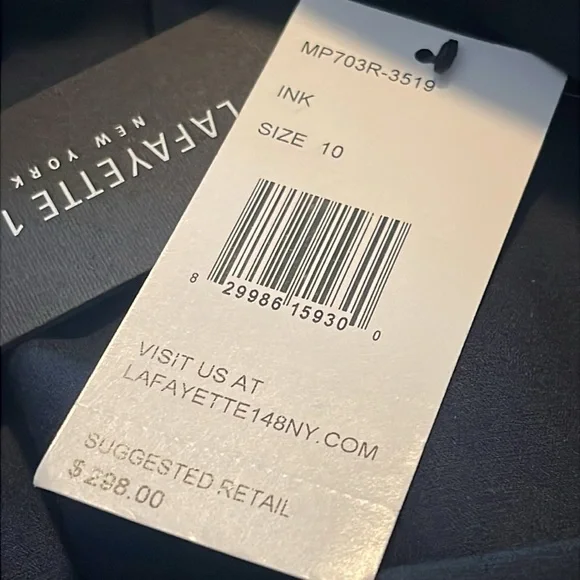 MP703R-3519
INK
SIZE 10
8 29986 15930 0
VISIT US AT
LAFAYETTE148NY.COM
SUGGESTED RETAIL
$298.00
LAFAYETTE 1
NEW YORK